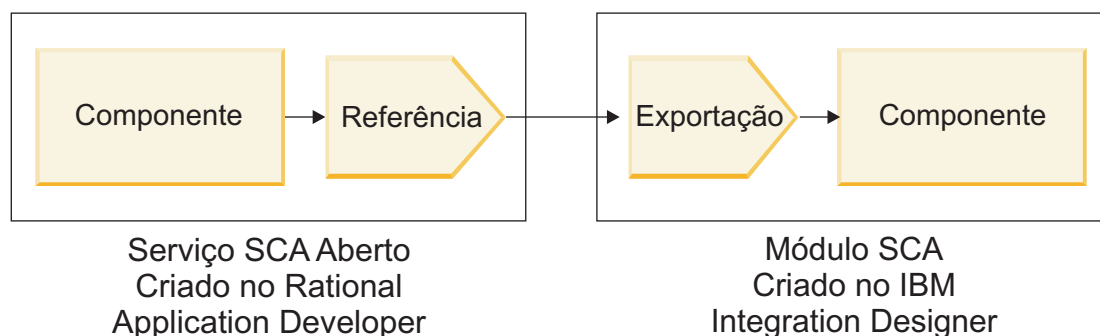 Componente
Referência
Exportação
Componente
Serviço SCA Aberto
Criado no Rational
Application Developer
Módulo SCA
Criado no IBM
Integration Designer